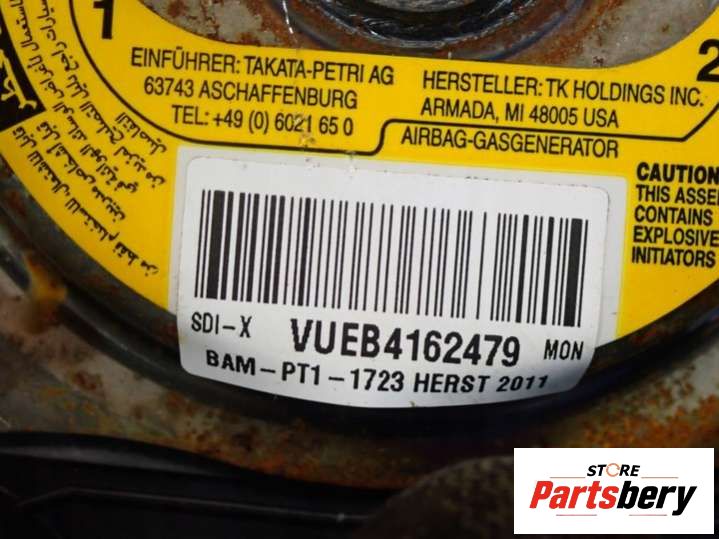 1
EINFÜHRER: TAKATA-PETRI AG
63743 ASCHAFFENBURG
TEL: +49 (0) 6021 65 0
HERSTELLER: TK HOLDINGS INC.
ARMADA, MI 48005 USA
AIRBAG-GASGENERATOR
2
CAUTION
THIS ASSE
CONTAINS
EXPLOSIVE
INITIATORS
SDI-X VUEB4162479 MON
BAM-PT1-1723 HERST 2011
STORE
Partsbery